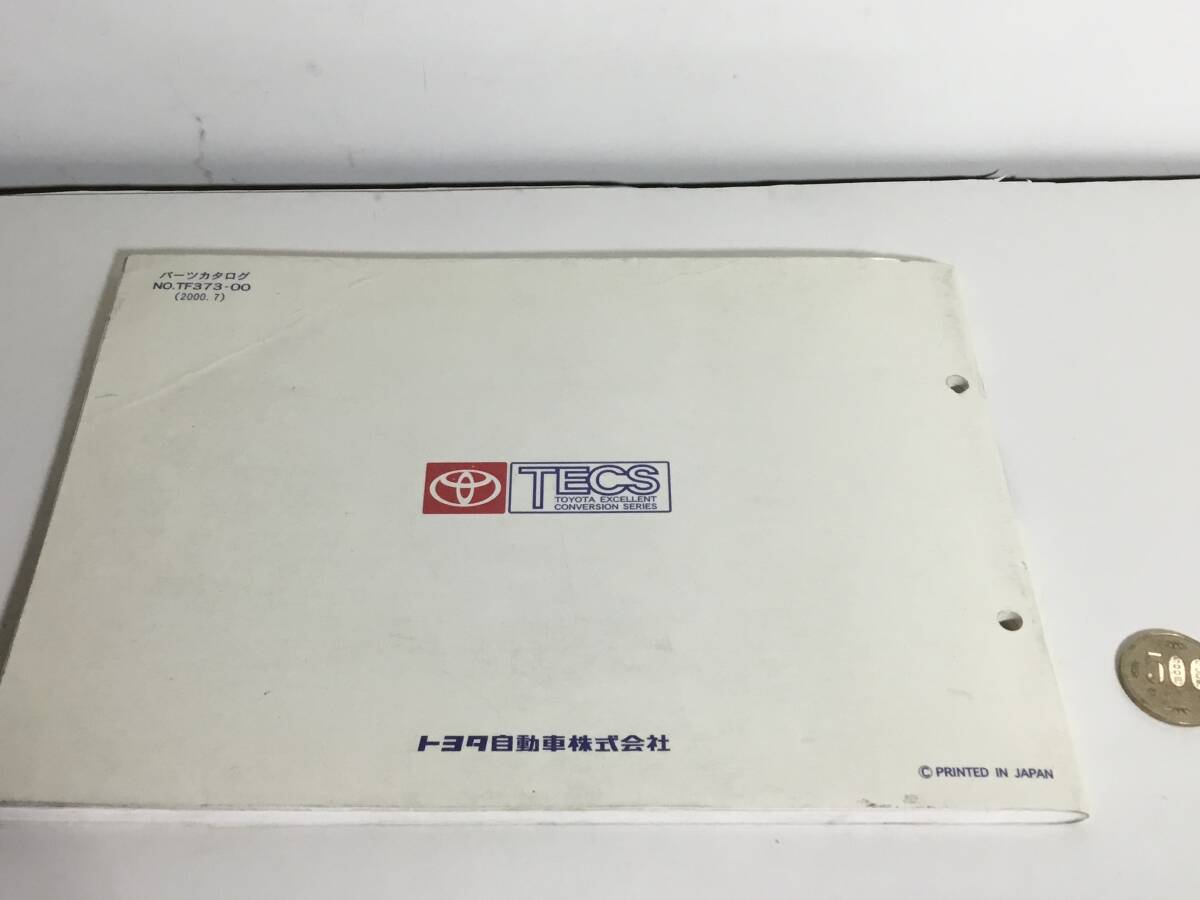 パーツカタログ
NO.TF373-00
(2000. 7)
TECS
TOYOTA EXCELLENT
CONVERSION SERIES
トヨタ自動車株式会社
© PRINTED IN JAPAN
500